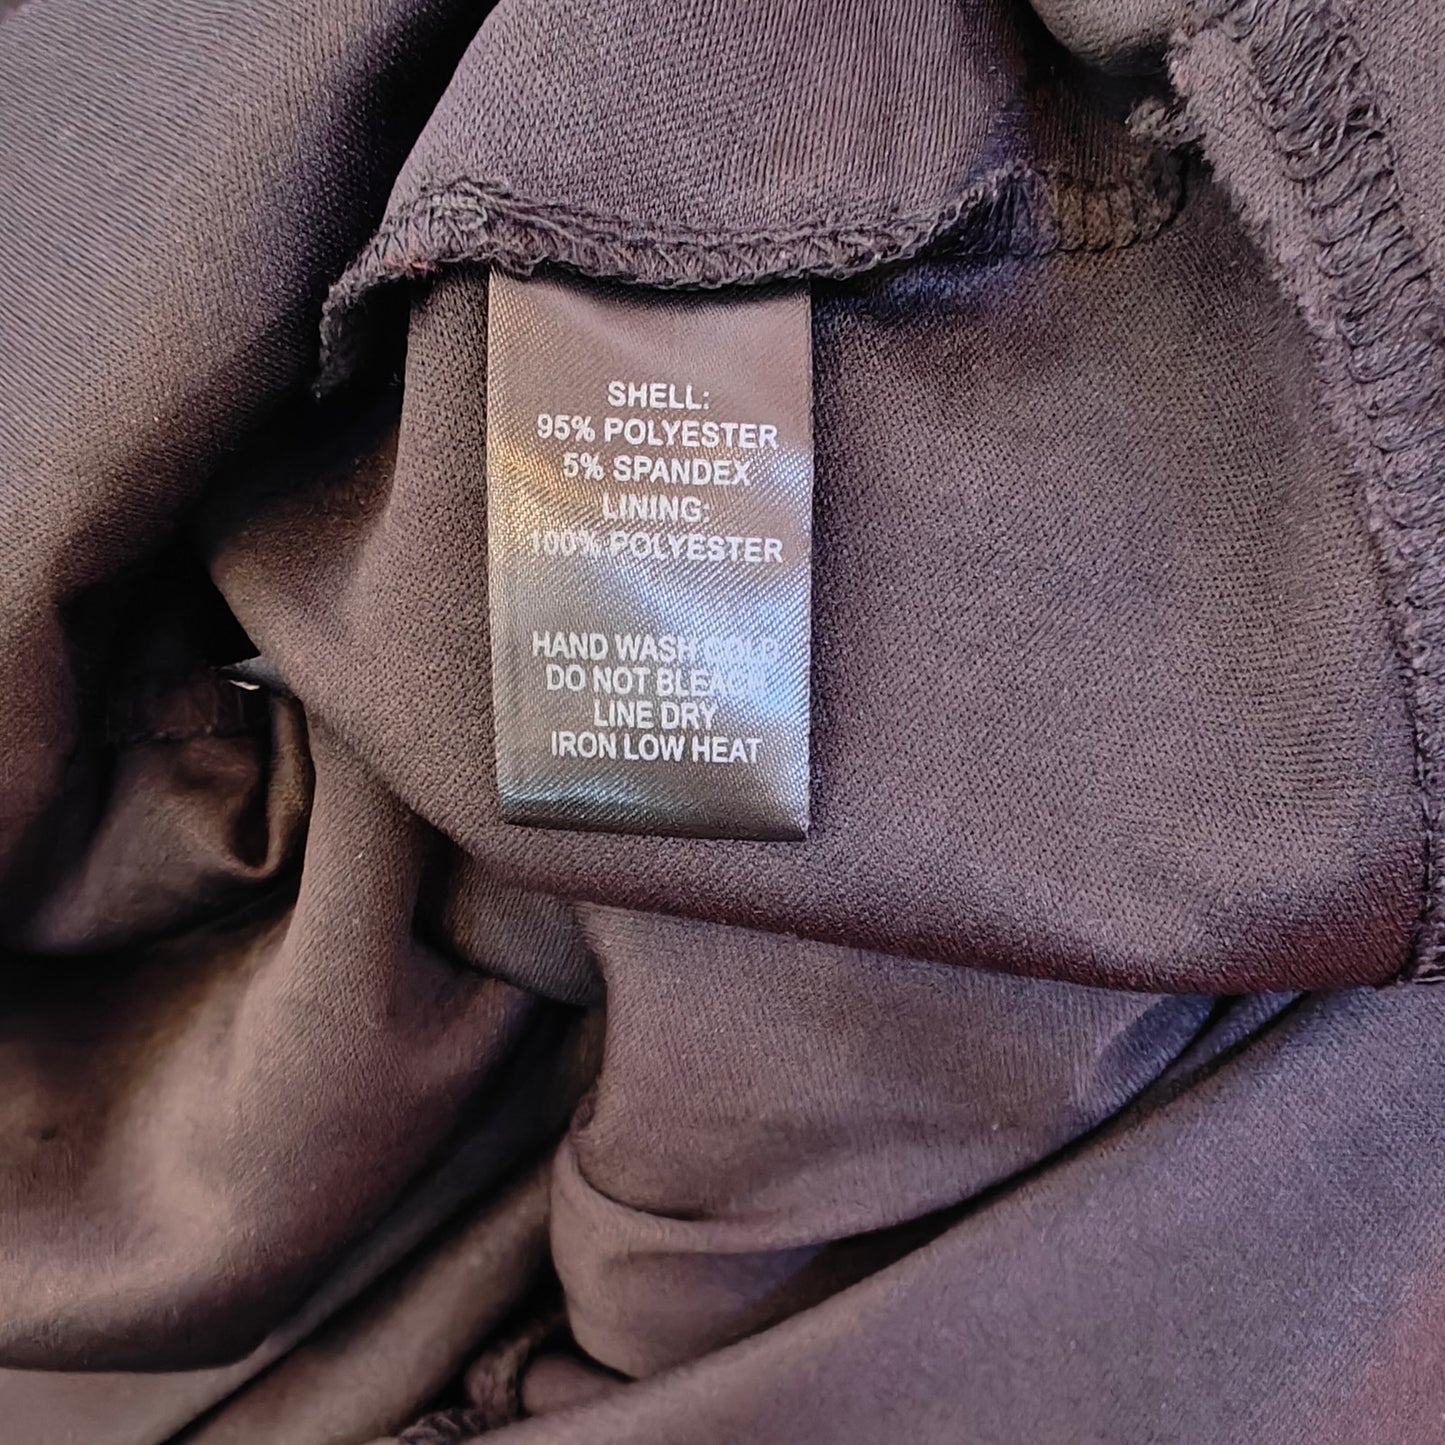 SHELL:
95% POLYESTER
5% SPANDEX
LINING:
100% POLYESTER
HAND WASH COLD
DO NOT BLEACH
LINE DRY
IRON LOW HEAT